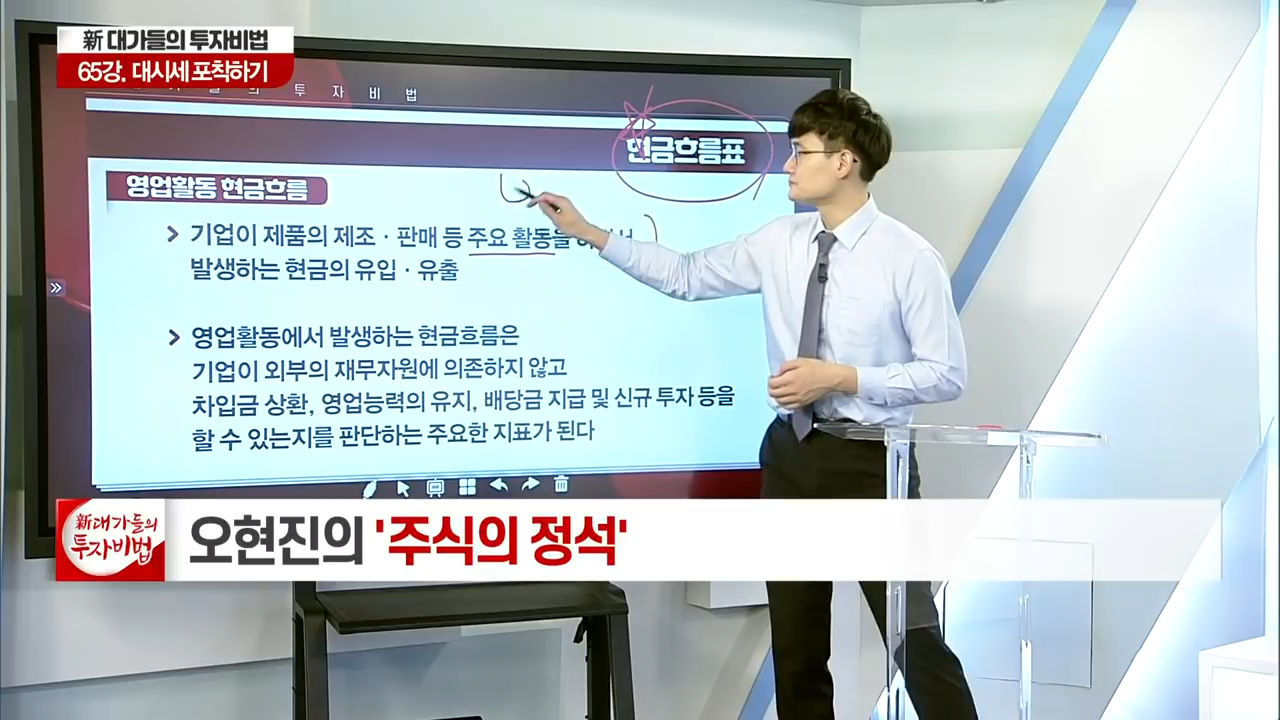 新 대가들의 투자비법
65강. 대시세 포착하기
의 투 자 비 법
현금흐름표
영업활동 현금흐름
기업이 제품의 제조 · 판매 등 주요 활동을
발생하는 현금의 유입 · 유출
영업활동에서 발생하는 현금흐름은
기업이 외부의 재무자원에 의존하지 않고
차입금 상환, 영업능력의 유지, 배당금 지급 및 신규 투자 등을
할 수 있는지를 판단하는 주요한 지표가 된다
新대가들의
투자비법
오현진의 '주식의 정석'